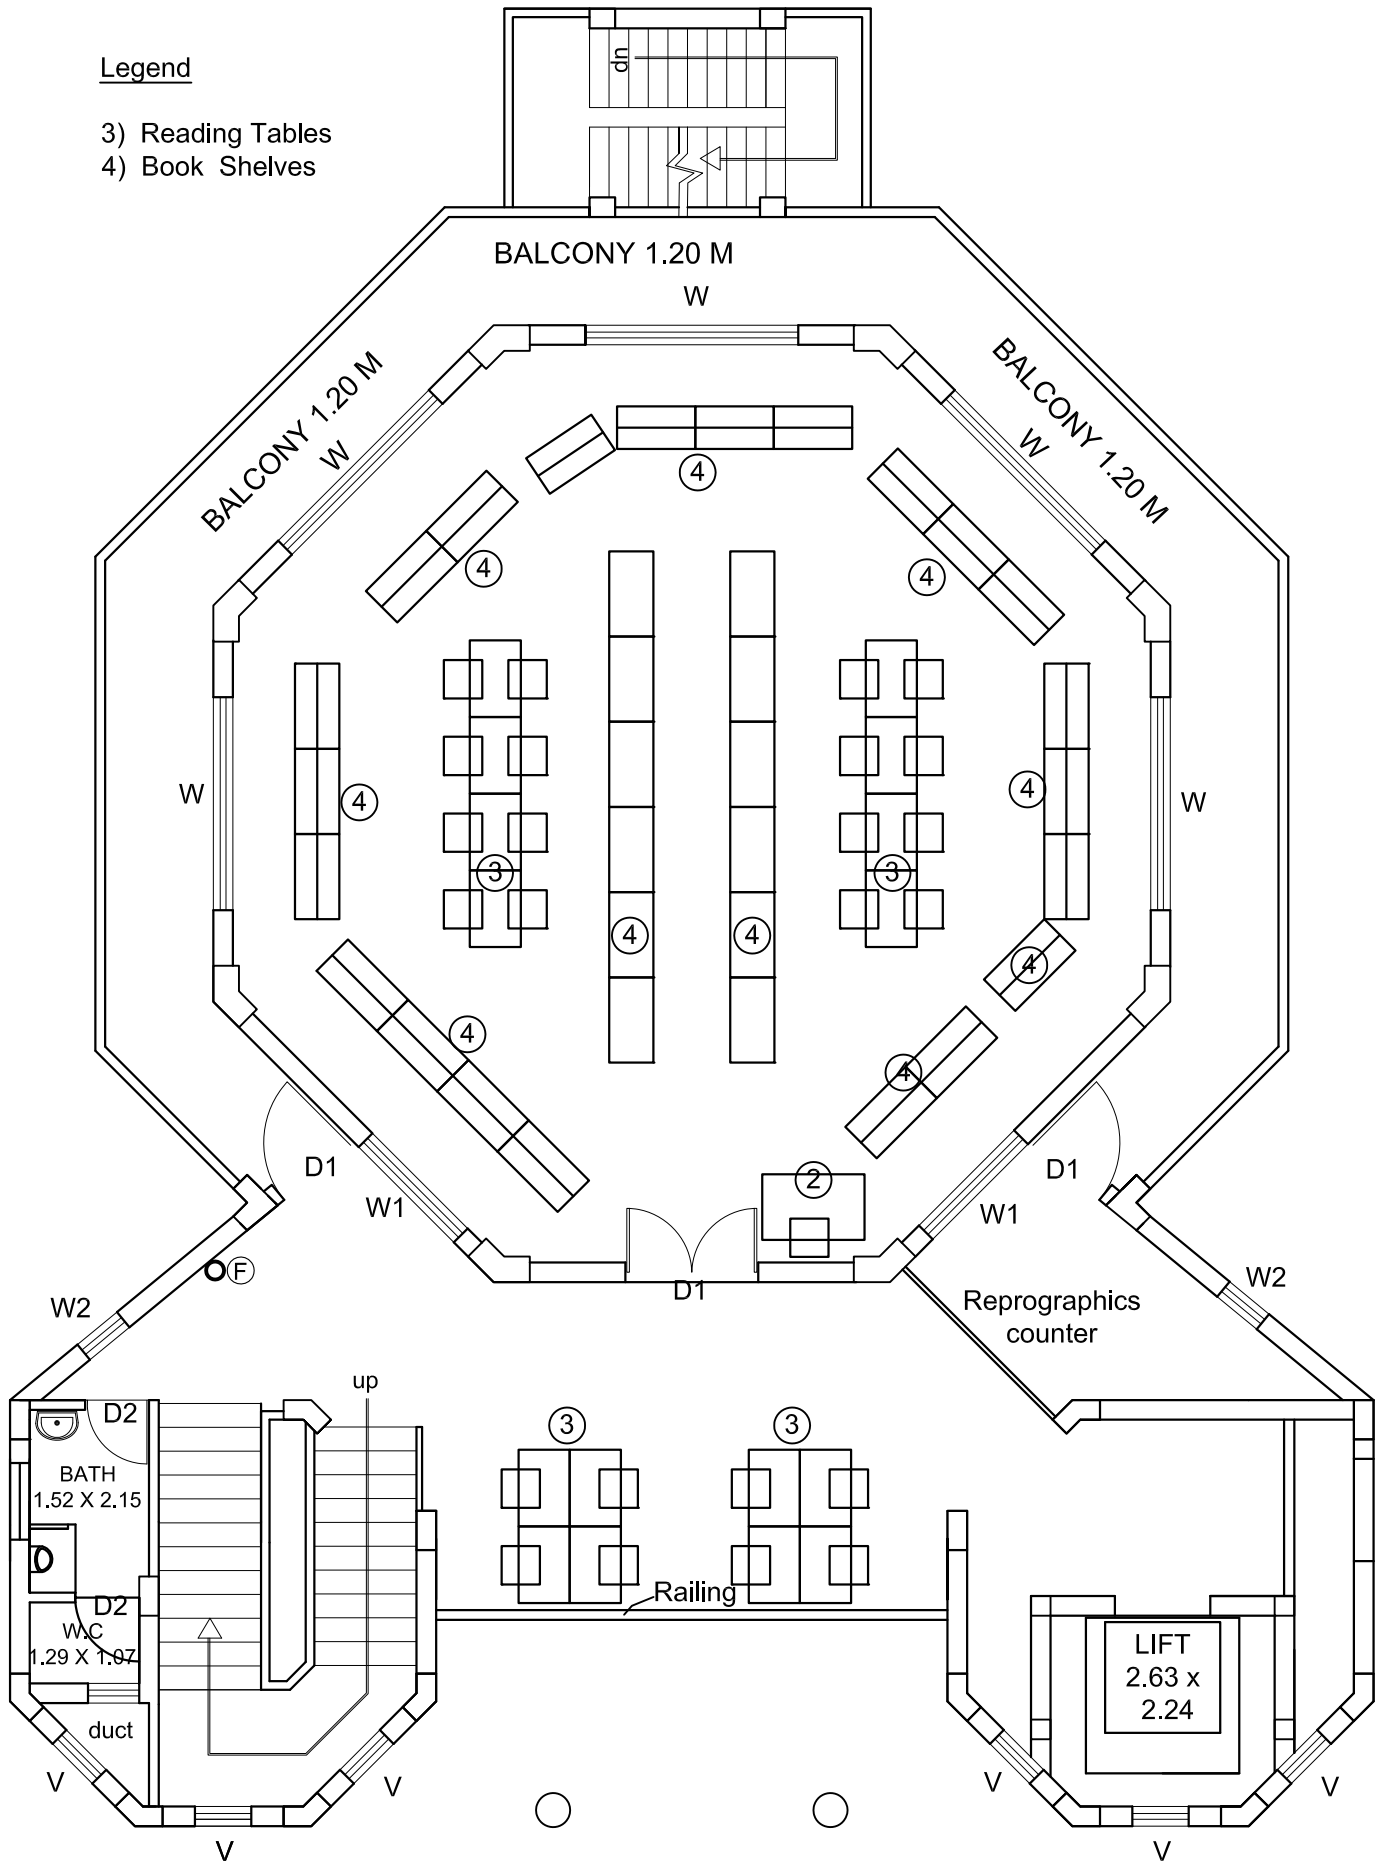 Legend
3) Reading Tables
4) Book Shelves
dn
BALCONY 1.20 M
W
BALCONY 1.20 M
W
BALCONY 1.20 M
W
4
4
4
W
4
4
W
3
3
4
4
4
4
4
D1
W1
2
D1
W1
D1
F
W2
W2
Reprographics
counter
up
D2
BATH
1.52 X 2.15
3
3
D2
W.C
1.29 X 1.07
Railing
LIFT
2.63 x
2.24
duct
V
V
V
V
V
V